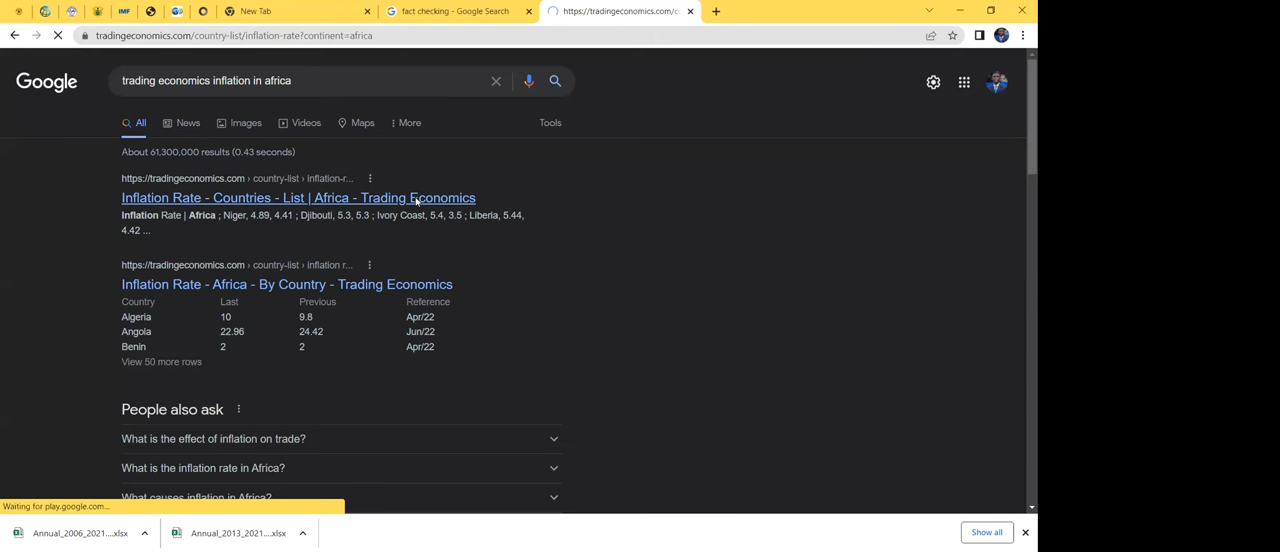 IMF
New Tab
fact checking - Google Search
https://tradingeconomics.com/c
tradingeconomics.com/country-list/inflation-rate?continent=africa
Google
trading economics inflation in africa
All
News
Images
Videos
Maps
More
Tools
About 61,300,000 results (0.43 seconds)
https://tradingeconomics.com › country-list › inflation-r...
Inflation Rate - Countries - List | Africa - Trading Economics
Inflation Rate | Africa ; Niger, 4.89, 4.41 ; Djibouti, 5.3, 5.3 ; Ivory Coast, 5.4, 3.5 ; Liberia, 5.44,
4.42 ...
https://tradingeconomics.com › country-list › inflation r...
Inflation Rate - Africa - By Country - Trading Economics
Country Last Previous Reference
Algeria 10 9.8 Apr/22
Angola 22.96 24.42 Jun/22
Benin 2 2 Apr/22
View 50 more rows
People also ask
What is the effect of inflation on trade?
What is the inflation rate in Africa?
What causes inflation in Africa?
Waiting for play.google.com...
Annual_2006_2021....xlsx
Annual_2013_2021....xlsx
Show all